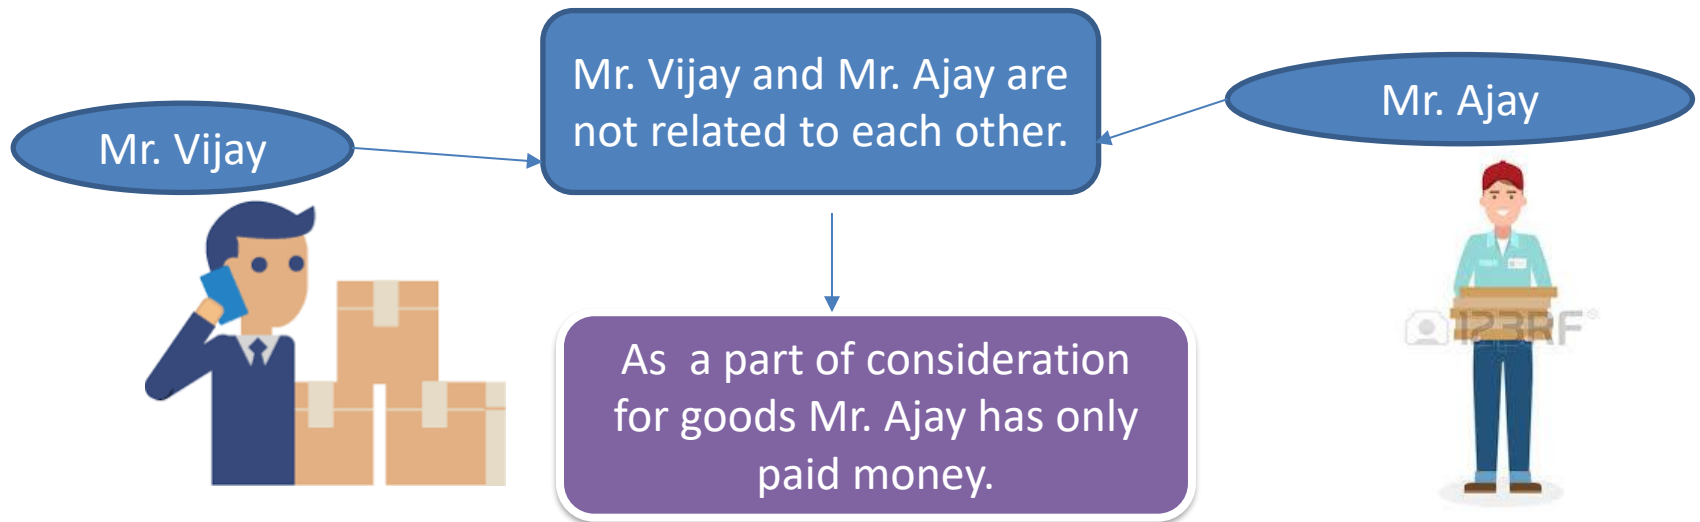 Mr. Vijay and Mr. Ajay are
not related to each other.
Mr. Vijay
Mr. Ajay
As a part of consideration
for goods Mr. Ajay has only
paid money.
123RF